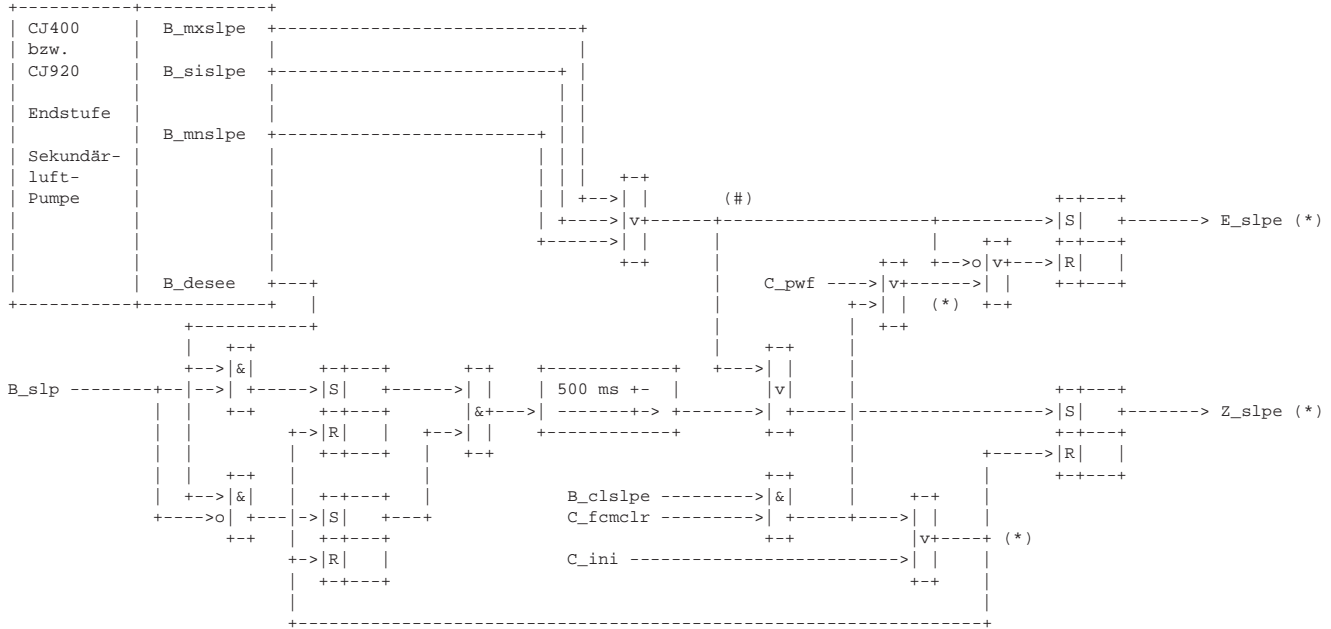 CJ400 B_mxslpe
bzw.
CJ920 B_sislpe
Endstufe
B_mnslpe
Sekundär-
luft-
Pumpe (#)
v S E_slpe (*)
v R
B_desee C_pwf v (*)
&
B_slp S 500 ms v S Z_slpe (*)
&
R R
& B_clslpe &
o S C_fcmclr
v (*)
R C_ini